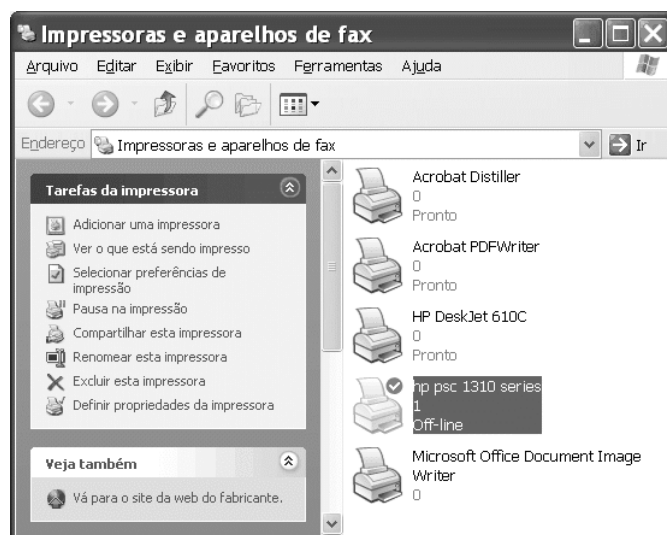 Impressoras e aparelhos de fax
Arquivo Editar Exibir Favoritos Ferramentas Ajuda
Endereço Impressoras e aparelhos de fax Ir
Tarefas da impressora
Adicionar uma impressora
Ver o que está sendo impresso
Selecionar preferências de
impressão
Pausa na impressão
Compartilhar esta impressora
Renomear esta impressora
Excluir esta impressora
Definir propriedades da impressora
Veja também
Vá para o site da web do fabricante.
Acrobat Distiller
0
Pronto
Acrobat PDFWriter
0
Pronto
HP DeskJet 610C
0
Pronto
hp psc 1310 series
1
Off-line
Microsoft Office Document Image
Writer
0